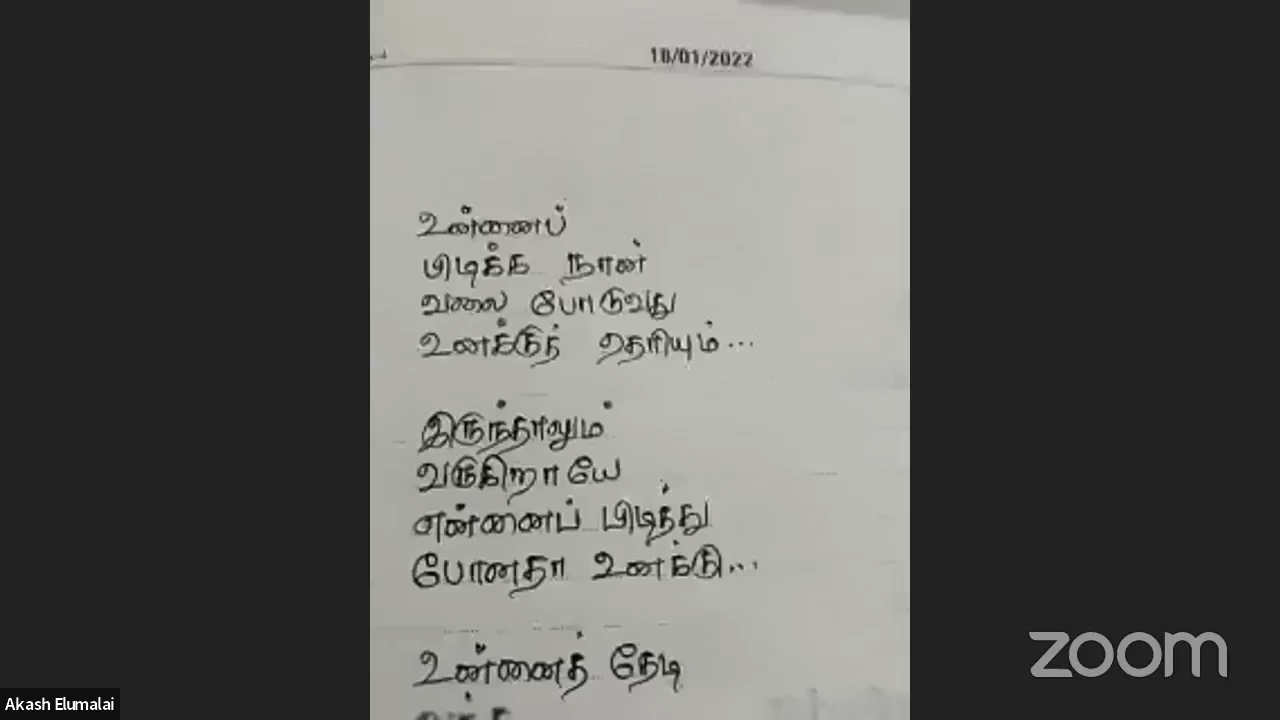 18/01/2022
உன்னைப்
பிடிக்க நான்
வலை போடுவது
உனக்குத் தெரியும்...
இருந்தாலும்
வருகிறாயே
என்னைப் பிடித்து
போனதா உனக்கு...
உன்னைத் தேடி
Akash Elumalai
zoom